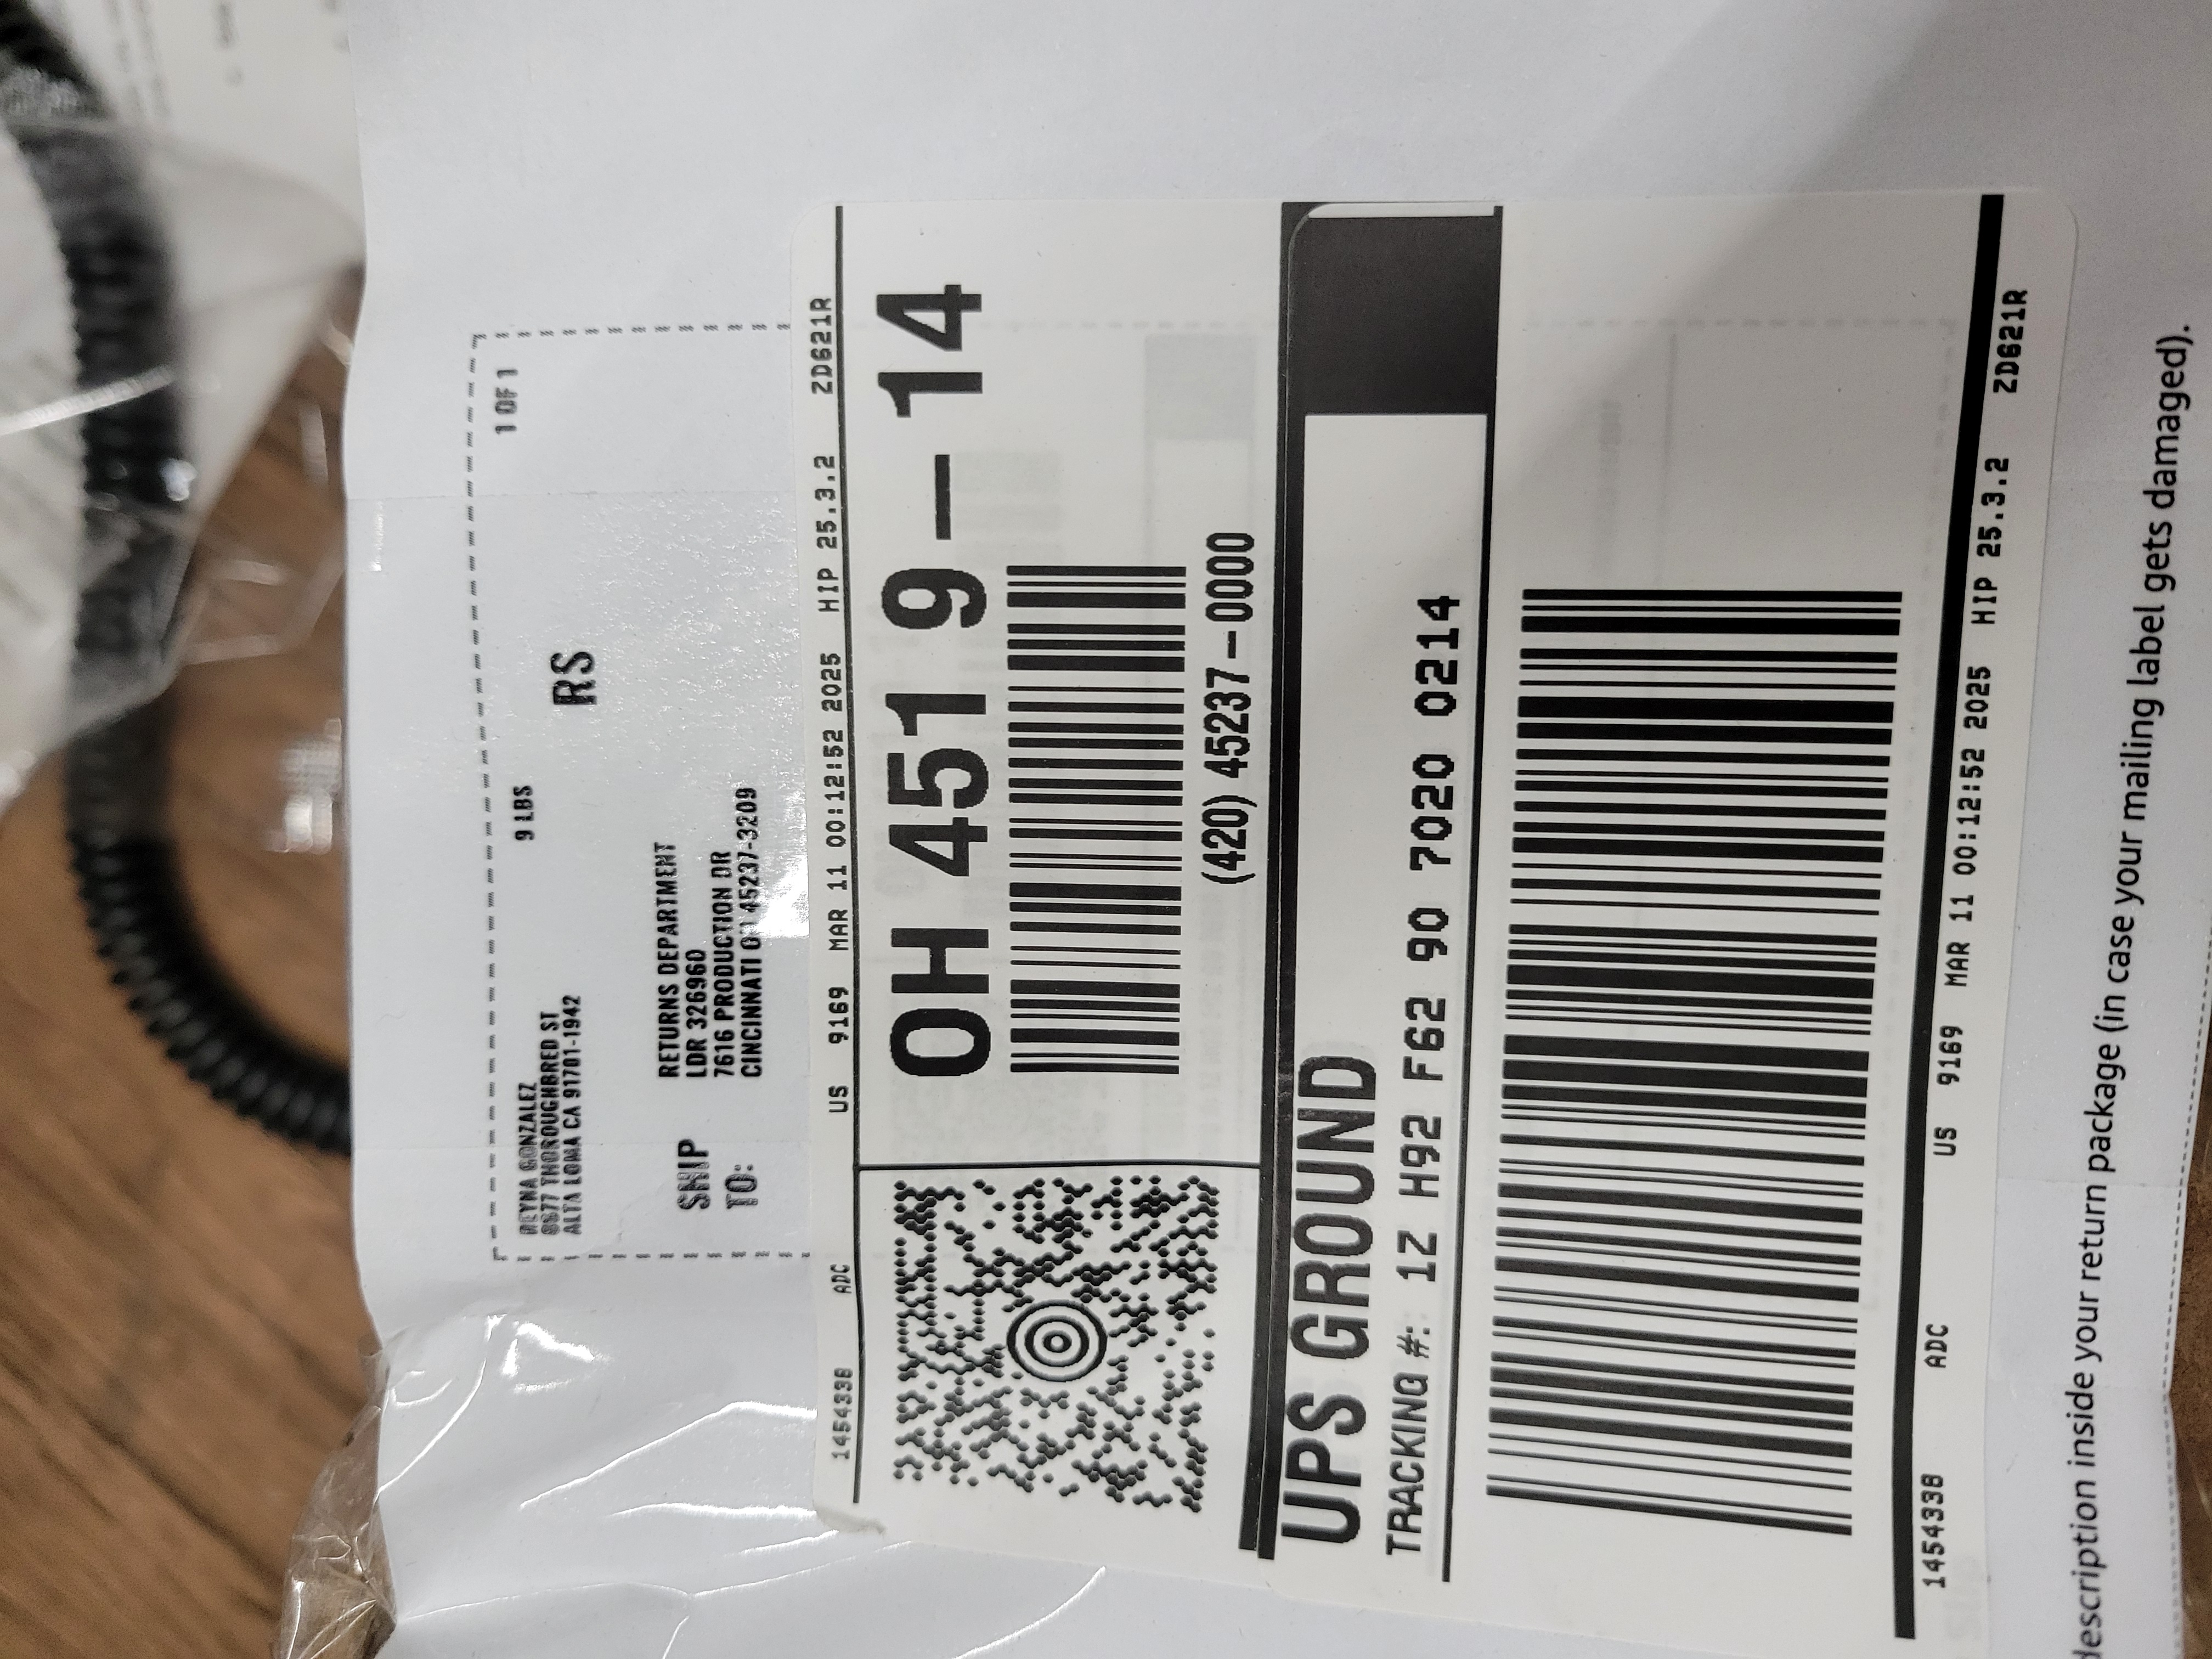 1 OF 1
9 LBS
RS
REYNA GONZALEZ
THOROUGHBRED ST
ALTA LOMA CA 91701-1942
SHIP
TO:
RETURNS DEPARTMENT
LDR 326960
7616 PRODUCTION DR
CINCINNATI OH 45237-3209
1454338 ADC US 9169 MAR 11 00:12:52 2025 HIP 25.3.2 ZD621R
OH 451 9-14
(420) 45237-0000
UPS GROUND
TRACKING #: 1Z H92 F62 90 7020 0214
1454338 ADC US 9169 MAR 11 00:12:52 2025 HIP 25.3.2 ZD621R
description inside your return package (in case your mailing label gets damaged).